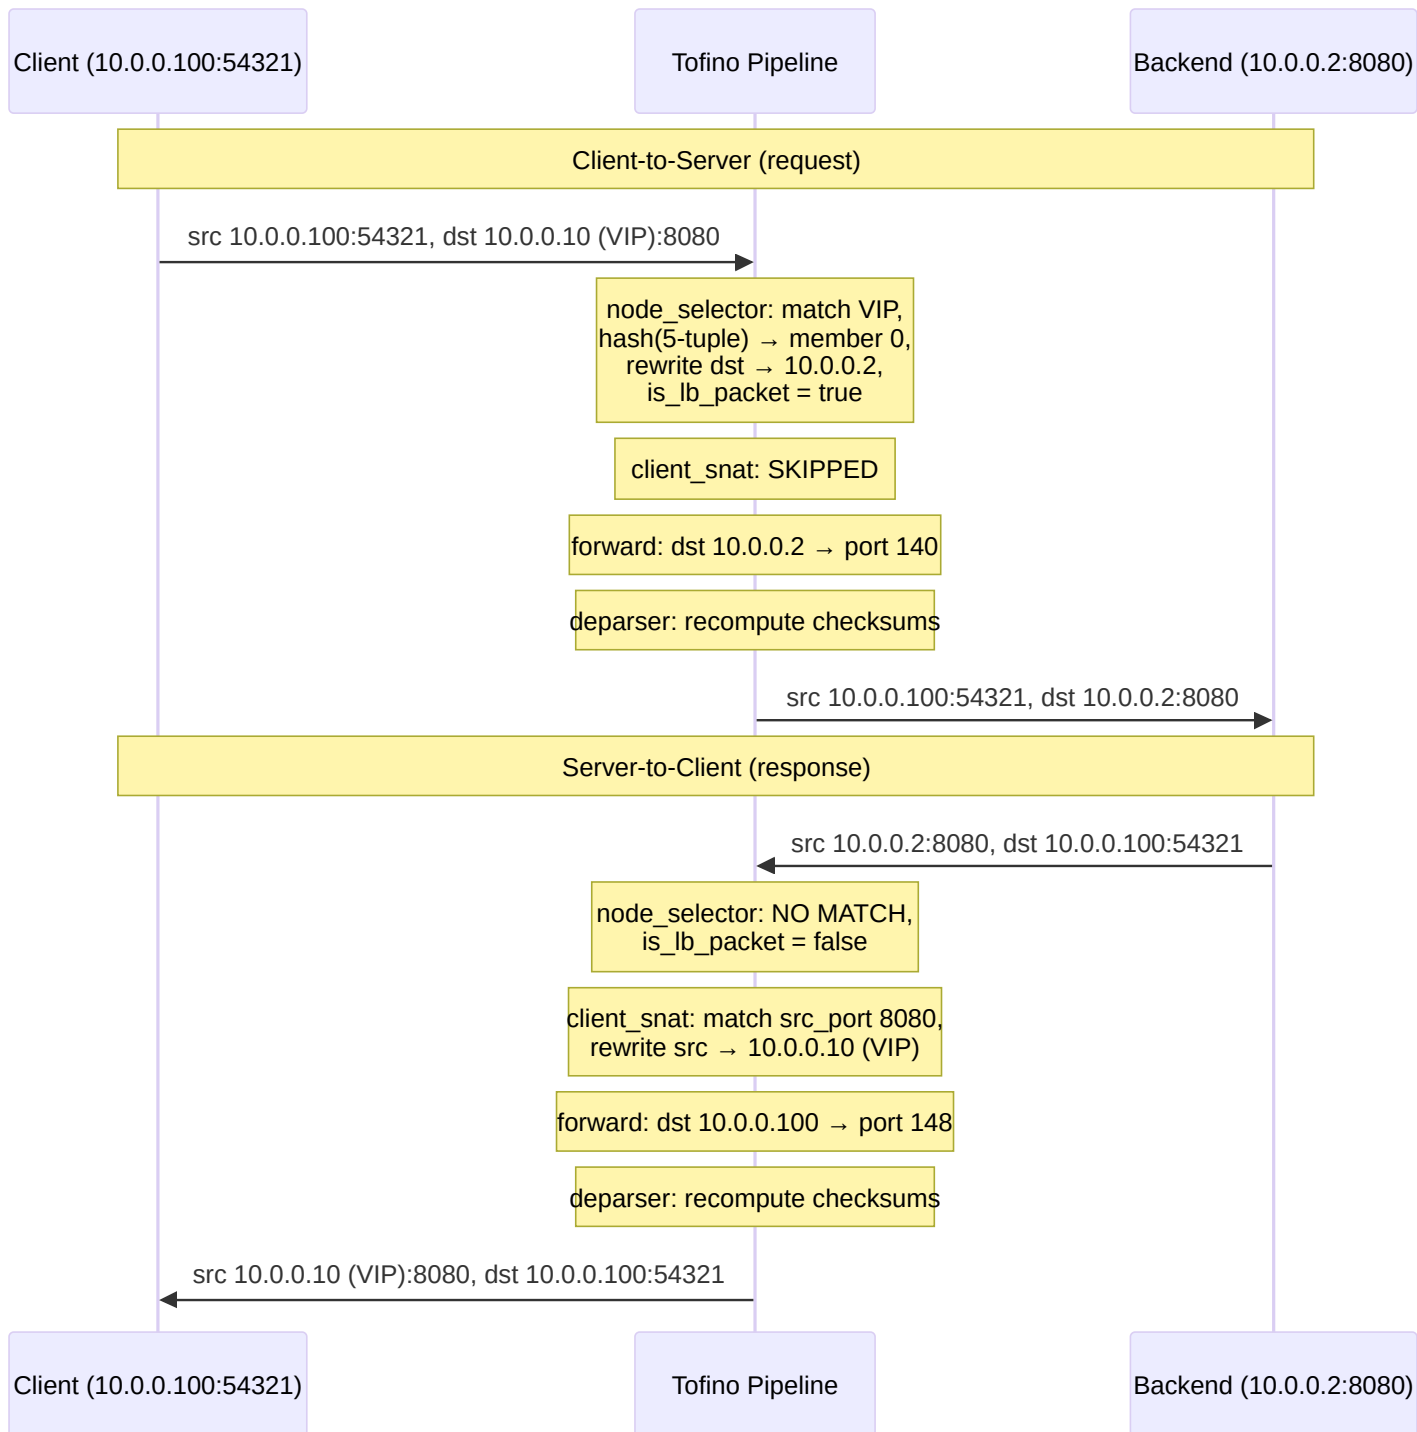 Client (10.0.0.100:54321)
Tofino Pipeline
Backend (10.0.0.2:8080)
Client-to-Server (request)
src 10.0.0.100:54321, dst 10.0.0.10 (VIP):8080
node_selector: match VIP,
hash(5-tuple) → member 0,
rewrite dst → 10.0.0.2,
is_lb_packet = true
client_snat: SKIPPED
forward: dst 10.0.0.2 → port 140
deparser: recompute checksums
src 10.0.0.100:54321, dst 10.0.0.2:8080
Server-to-Client (response)
src 10.0.0.2:8080, dst 10.0.0.100:54321
node_selector: NO MATCH,
is_lb_packet = false
client_snat: match src_port 8080,
rewrite src → 10.0.0.10 (VIP)
forward: dst 10.0.0.100 → port 148
deparser: recompute checksums
src 10.0.0.10 (VIP):8080, dst 10.0.0.100:54321
Client (10.0.0.100:54321)
Tofino Pipeline
Backend (10.0.0.2:8080)